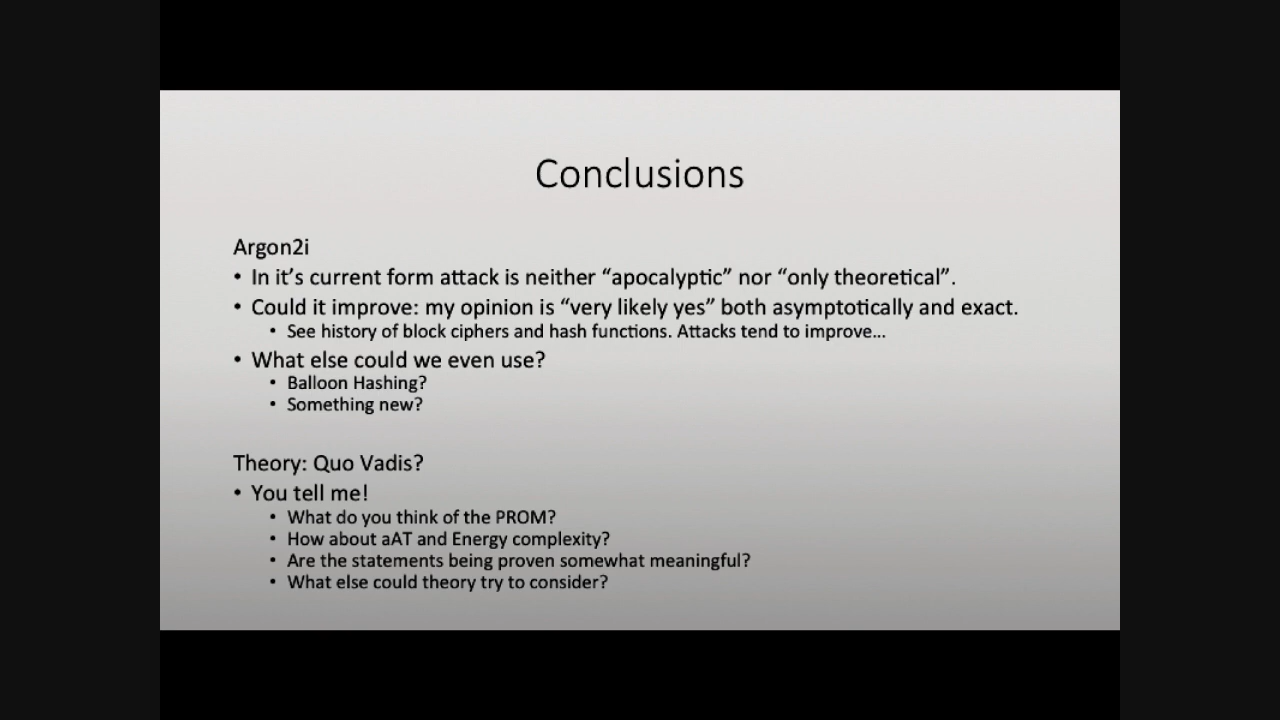 Conclusions
Argon2i
• In it's current form attack is neither “apocalyptic” nor “only theoretical”.
• Could it improve: my opinion is “very likely yes” both asymptotically and exact.
• See history of block ciphers and hash functions. Attacks tend to improve...
• What else could we even use?
• Balloon Hashing?
• Something new?
Theory: Quo Vadis?
• You tell me!
• What do you think of the PROM?
• How about aAT and Energy complexity?
• Are the statements being proven somewhat meaningful?
• What else could theory try to consider?